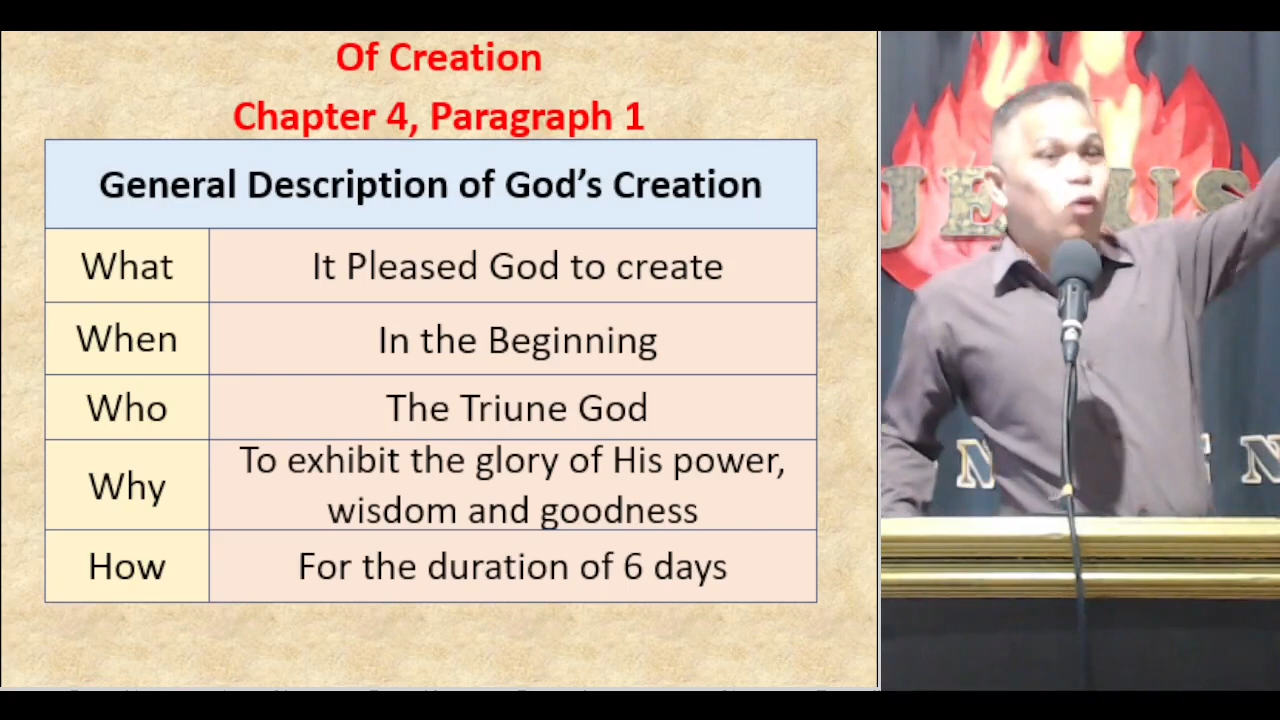 Of Creation
Chapter 4, Paragraph 1
General Description of God's Creation
What It Pleased God to create
When In the Beginning
Who The Triune God
Why To exhibit the glory of His power,
wisdom and goodness
How For the duration of 6 days
JESUS